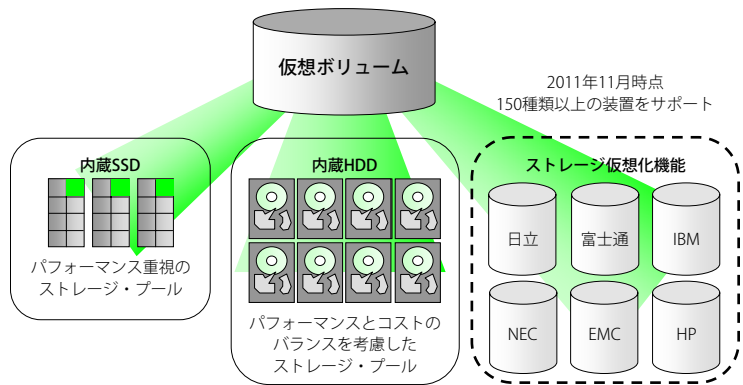 仮想ボリューム
2011年11月時点
150種類以上の装置をサポート
内蔵SSD
パフォーマンス重視の
ストレージ・プール
内蔵HDD
パフォーマンスとコストの
バランスを考慮した
ストレージ・プール
ストレージ仮想化機能
日立
富士通
IBM
NEC
EMC
HP